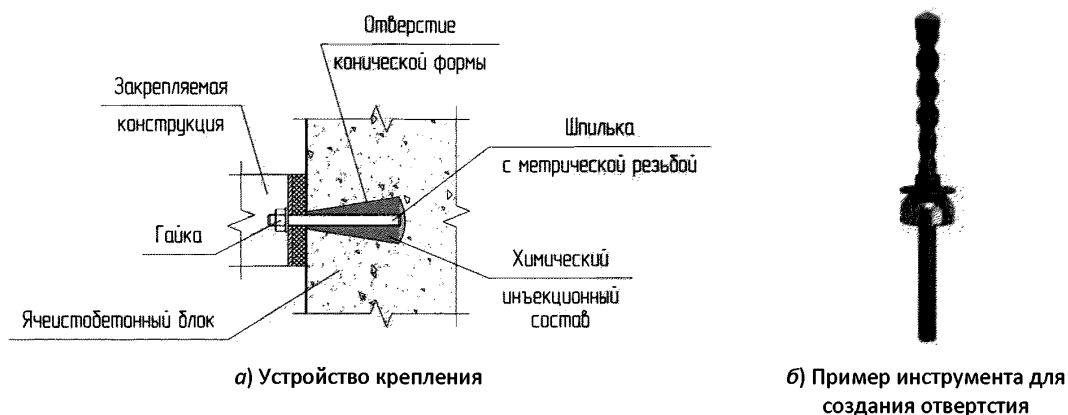 Отверстие
конической формы
Закрепляемая
конструкция
Шпилька
с метрической резьбой
Гайка
Химический
инъекционный
состав
Ячеистобетонный блок
а) Устройство крепления
б) Пример инструмента для
создания отвертстия